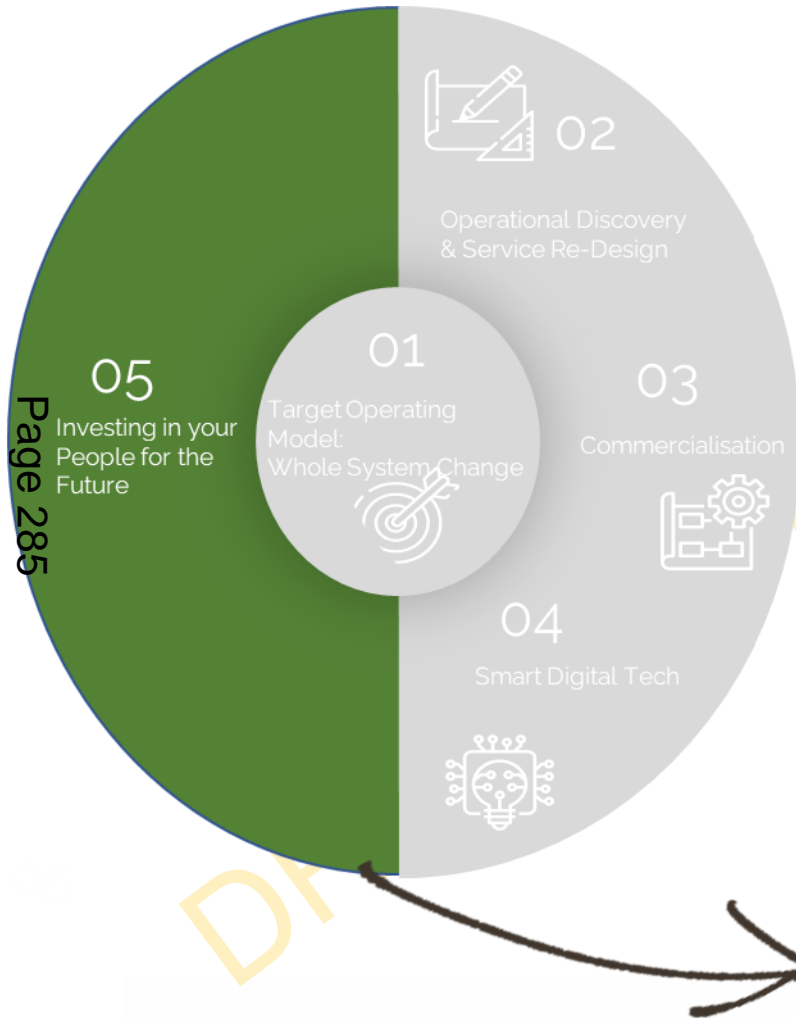 02
Operational Discovery
& Service Re-Design
01
Target Operating
Model:
Whole System Change
03
Commercialisation
05
Investing in your
People for the
Future
Page 285
04
Smart Digital Tech